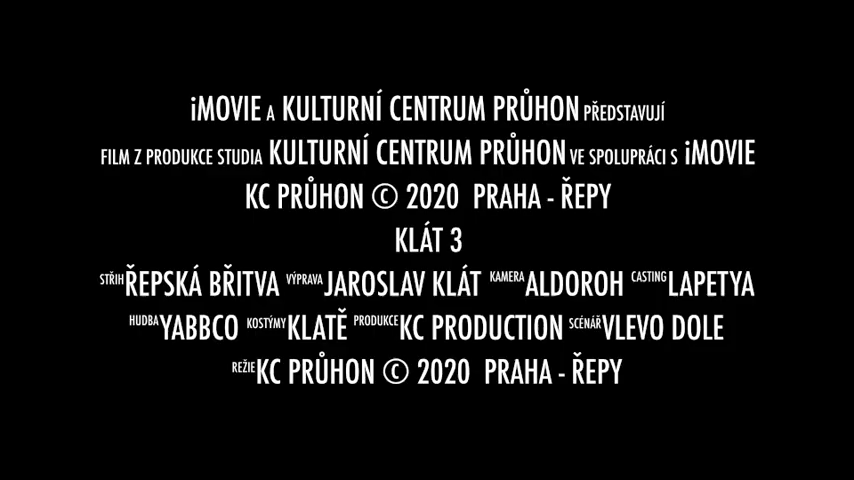 iMOVIE A KULTURNÍ CENTRUM PRŮHON PŘEDSTAVUJÍ
FILM Z PRODUKCE STUDIA KULTURNÍ CENTRUM PRŮHON VE SPOLUPRÁCI S iMOVIE
KC PRŮHON © 2020 PRAHA - ŘEPY
KLÁT 3
STŘIH ŘEPSKÁ BŘITVA VÝPRAVA JAROSLAV KLÁT KAMERA ALDOROH CASTING LAPETYA
HUDBA YABBCO KOSTÝMY KLATĚ PRODUKCE KC PRODUCTION SCÉNÁŘ VLEVO DOLE
REŽIE KC PRŮHON © 2020 PRAHA - ŘEPY